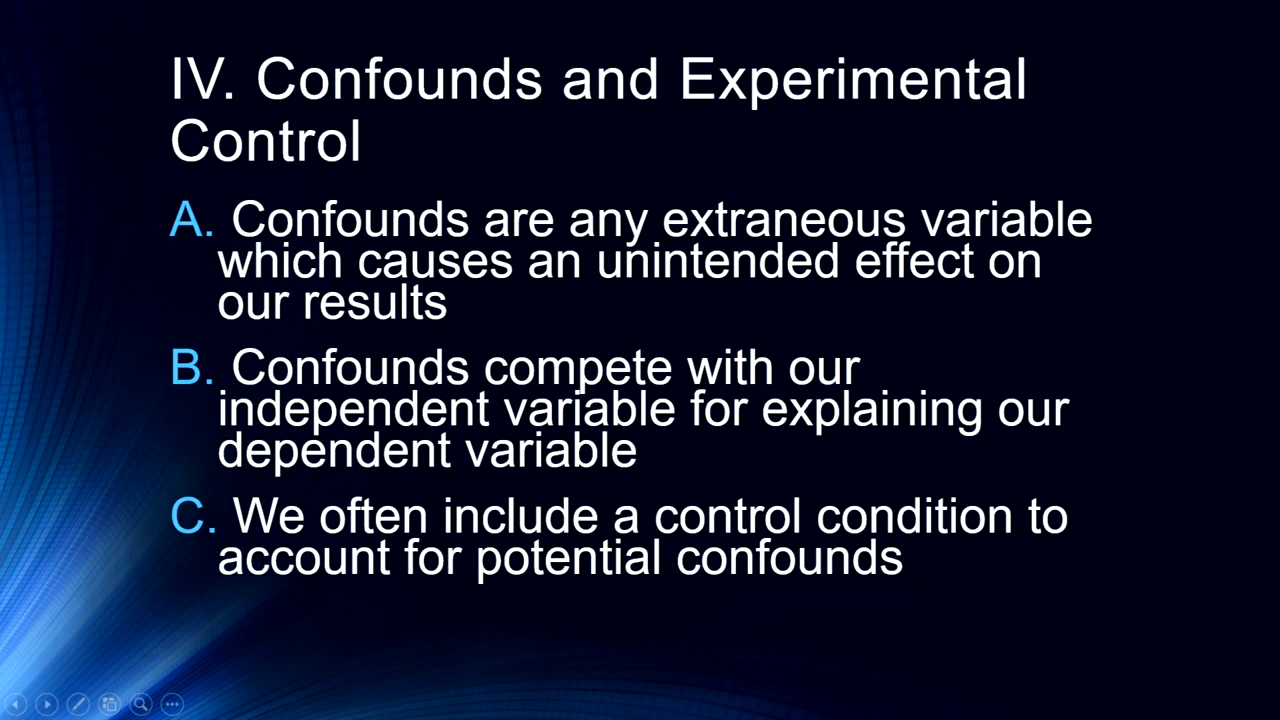 IV. Confounds and Experimental
Control
A. Confounds are any extraneous variable
which causes an unintended effect on
our results
B. Confounds compete with our
independent variable for explaining our
dependent variable
C. We often include a control condition to
account for potential confounds